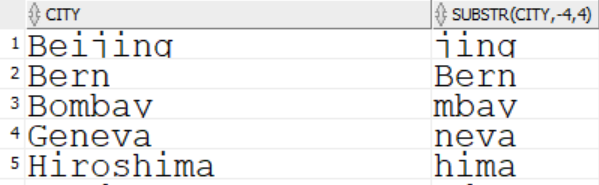 CITY SUBSTR(CITY,-4,4)
1 Beijing jing
2 Bern Bern
3 Bombay mbay
4 Geneva neva
5 Hiroshima hima